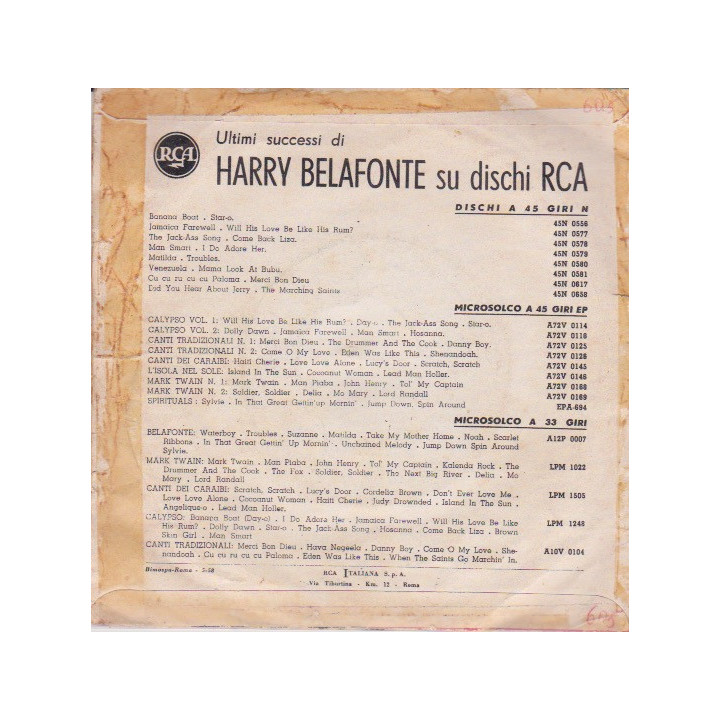 605
RCA
Ultimi successi di
HARRY BELAFONTE su dischi RCA
DISCHI A 45 GIRI N
Banana Boat . Star-o. 45N 0556
Jamaica Farewell . Will His Love Be Like His Rum? 45N 0577
The Jack-Ass Song . Come Back Liza. 45N 0578
Man Smart . I Do Adore Her. 45N 0579
Matilda . Troubles. 45N 0580
Venezuela . Mama Look At Bubu. 45N 0581
Cu cu ru cu cu Paloma . Merci Bon Dieu 45N 0617
Did You Hear About Jerry . The Marching Saints 45N 0658
MICROSOLCO A 45 GIRI EP
CALYPSO VOL. 1: Will His Love Be Like His Rum? . Day-o . The Jack-Ass Song . Star-o. A72V 0114
CALYPSO VOL. 2: Dolly Dawn . Jamaica Farewell . Man Smart . Hosanna. A72V 0116
CANTI TRADIZIONALI N. 1: Merci Bon Dieu . The Drummer And The Cook . Danny Boy. A72V 0125
CANTI TRADIZIONALI N. 2: Come O My Love . Eden Was Like This . Shenandoah. A72V 0126
CANTI DEI CARAIBI: Haiti Cherie . Love Love Alone . Lucy's Door . Scratch, Scratch A72V 0145
L'ISOLA NEL SOLE: Island In The Sun . Cocoanut Woman . Lead Man Holler. A72V 0146
MARK TWAIN N. 1: Mark Twain . Man Piaba . John Henry . Tol' My Captain A72V 0168
MARK TWAIN N. 2: Soldier, Soldier . Delia . Mo Mary . Lord Randall A72V 0169
SPIRITUALS : Sylvie . In That Great Gettin'up Mornin' . Jump Down, Spin Around EPA-694
MICROSOLCO A 33 GIRI
BELAFONTE: Waterboy . Troubles . Suzanne . Matilda . Take My Mother Home . Noah . Scarlet
Ribbons . In That Great Gettin' Up Mornin' . Unchained Melody . Jump Down Spin Around A12P 0007
Sylvie.
MARK TWAIN: Mark Twain . Man Piaba . John Henry . Tol' My Captain . Kalenda Rock . The
Drummer And The Cook . The Fox . Soldier, Soldier . The Next Big River . Delia . Mo LPM 1022
Mary . Lord Randall
CANTI DEI CARAIBI: Scratch, Scratch . Lucy's Door . Cordelia Brown . Don't Ever Love Me .
Love Love Alone . Cocoanut Woman . Haiti Cherie . Judy Drownded . Island In The Sun . LPM 1505
Angelique-o . Lead Man Holler.
CALYPSO: Banana Boat (Day-o) . I Do Adore Her . Jamaica Farewell . Will His Love Be Like
His Rum? . Dolly Dawn . Star-o . The Jack-Ass Song . Hosanna . Come Back Liza . Brown LPM 1248
Skin Girl . Man Smart
CANTI TRADIZIONALI: Merci Bon Dieu . Hava Nageela . Danny Boy . Come O My Love . She-
nandoah . Cu cu ru cu cu Paloma . Eden Was Like This . When The Saints Go Marchin' In. A10V 0104
Bimospa-Roma - 5-58
RCA ITALIANA S. p. A.
Via Tiburtina - Km. 12 - Roma
605